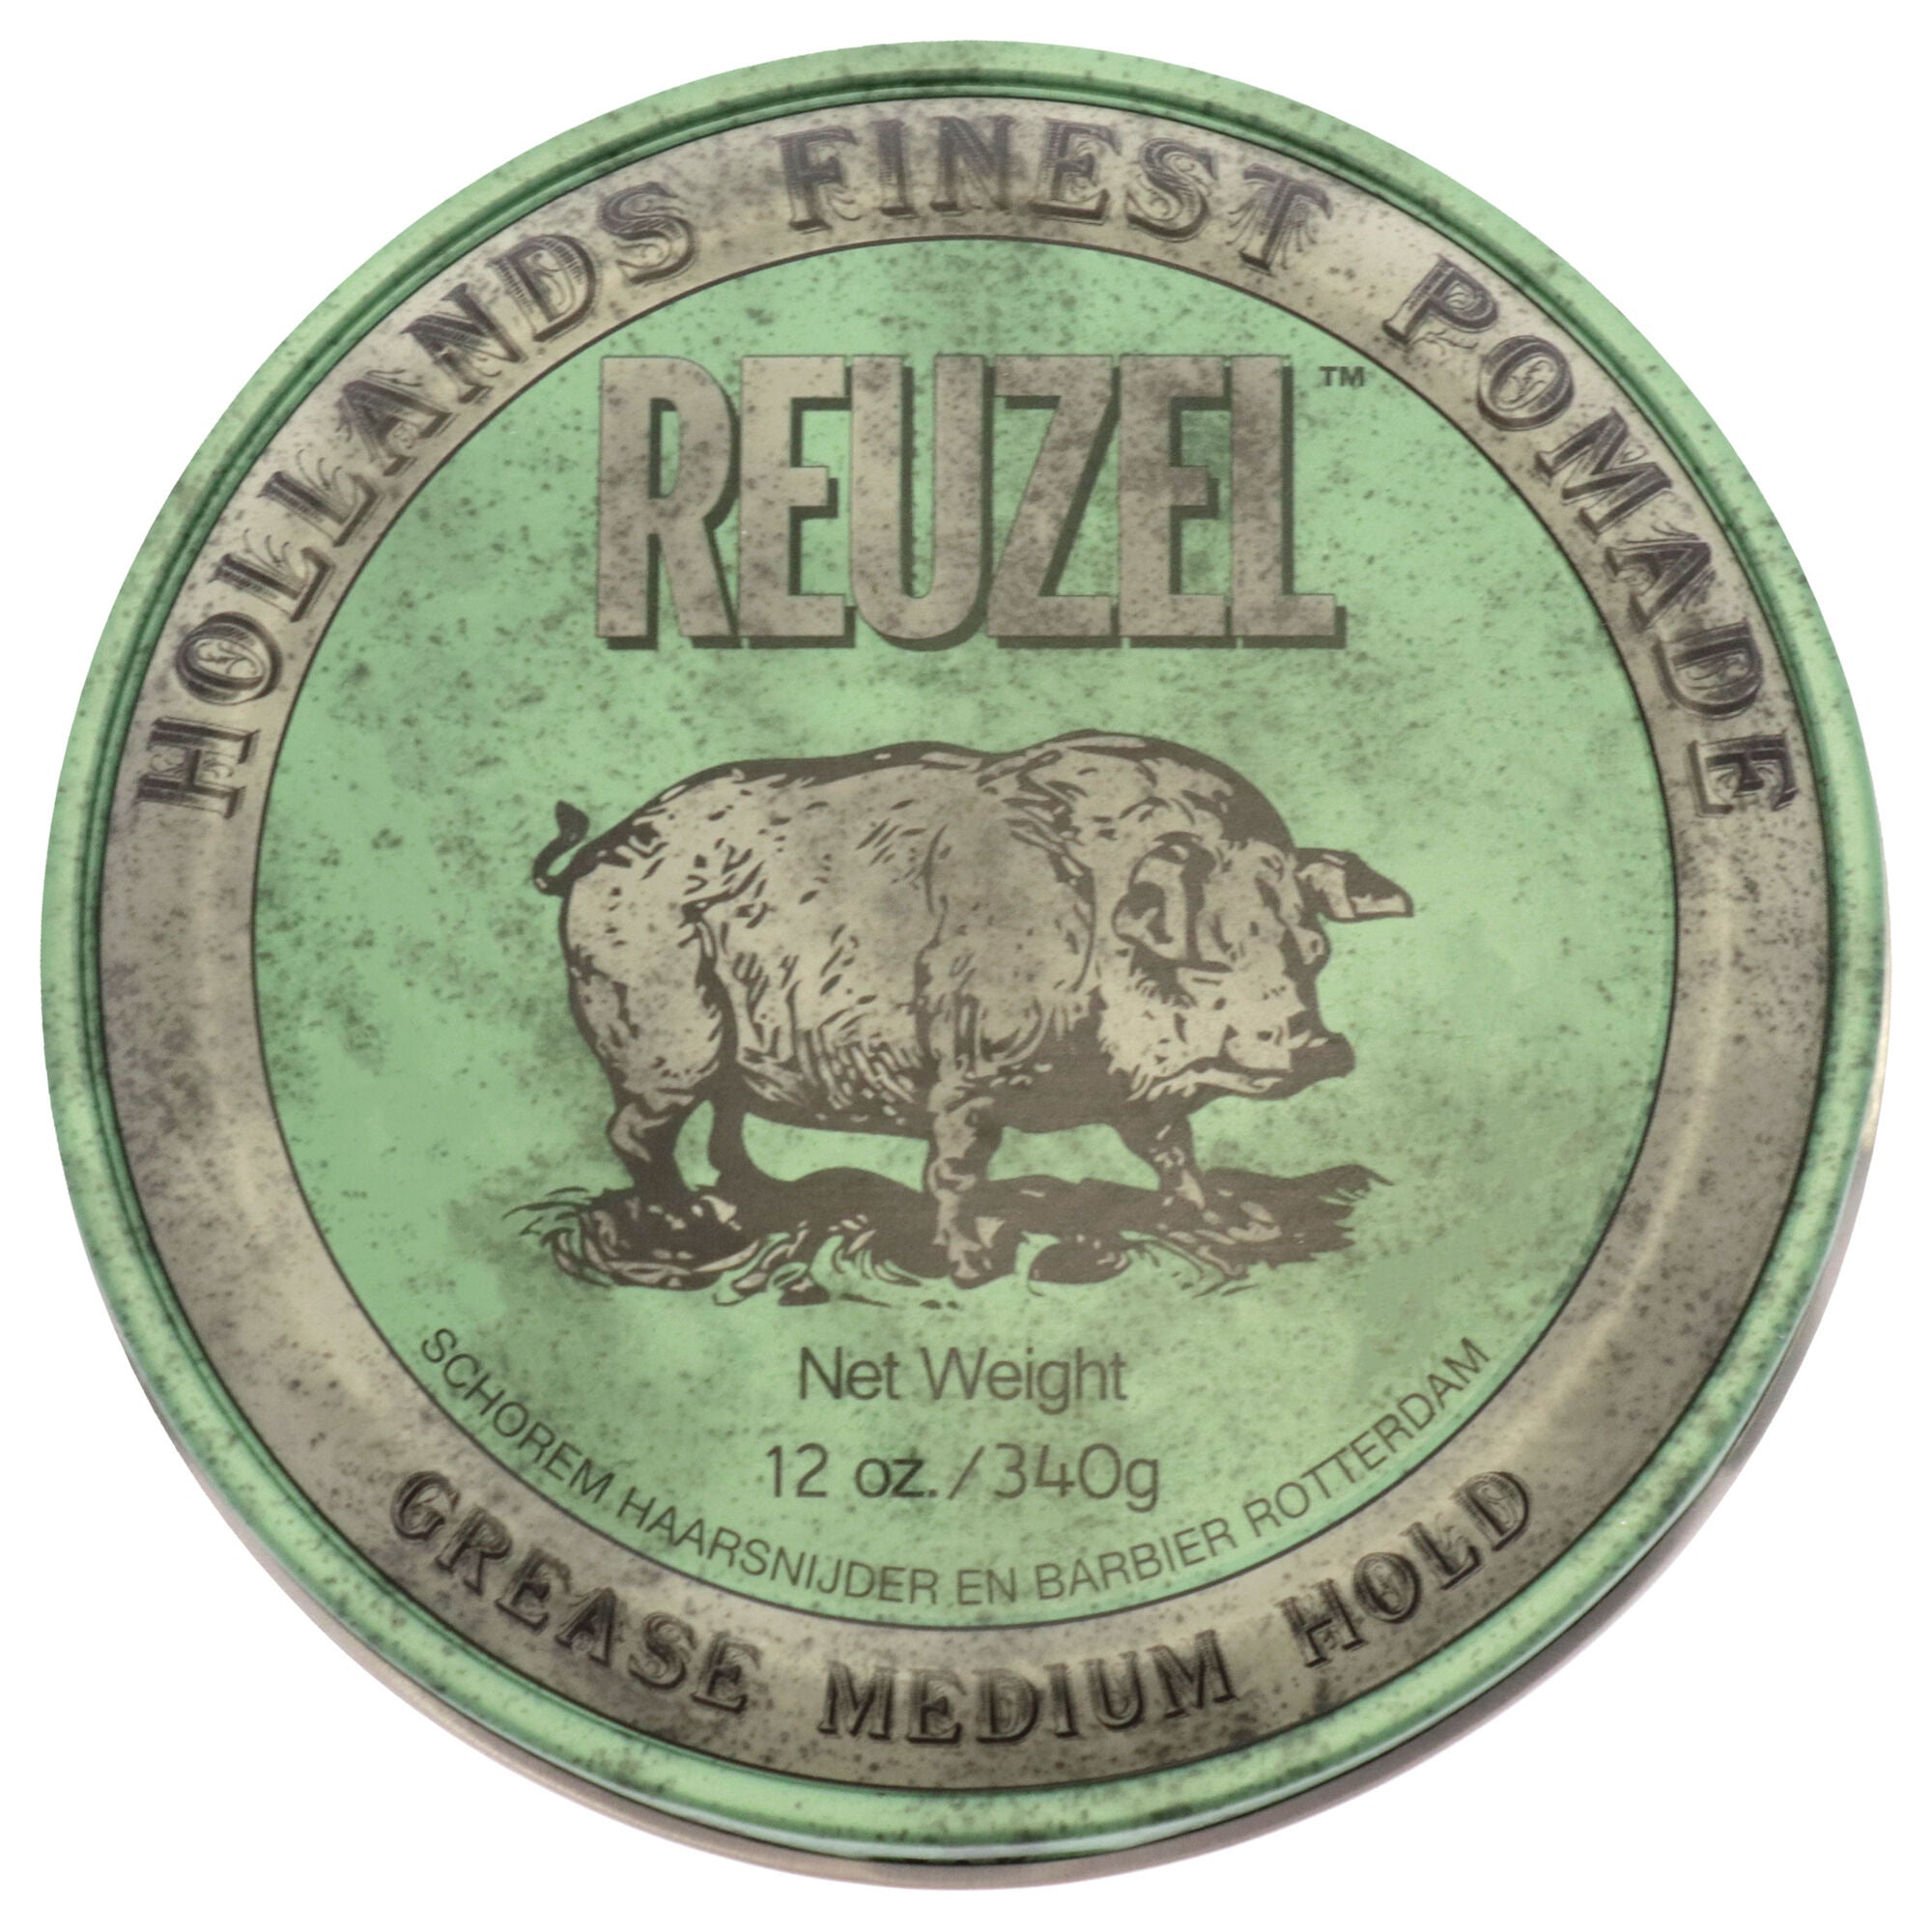 HOLLANDS FINEST POMADE
REUZEL™
Net Weight
12 oz./340g
SCHOREM HAARSNIJDER EN BARBIER ROTTERDAM
GREASE MEDIUM HOLD